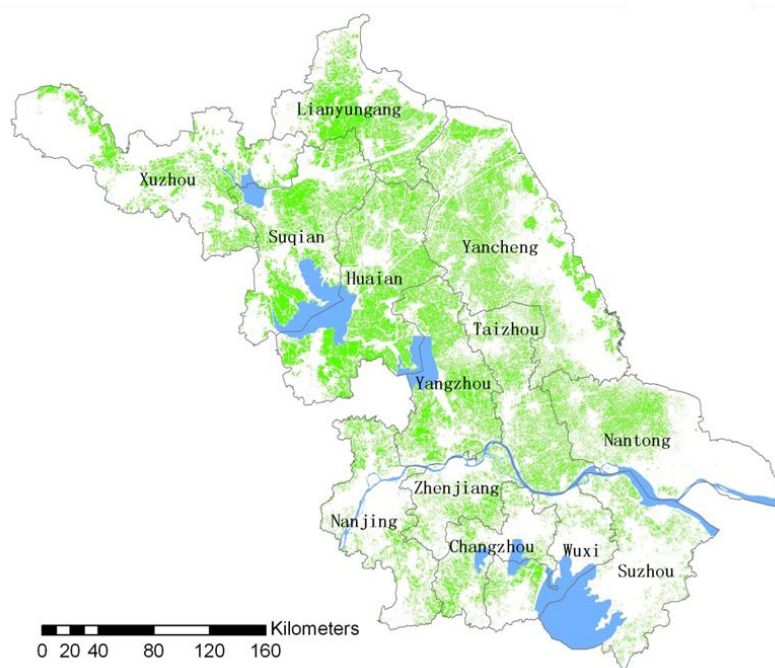 Lianyungang
Xuzhou
Suqian
Yancheng
Huaian
Taizhou
Yangzhou
Nantong
Zhenjiang
Nanjing
Changzhou
Wuxi
Suzhou
Kilometers
0 20 40 80 120 160